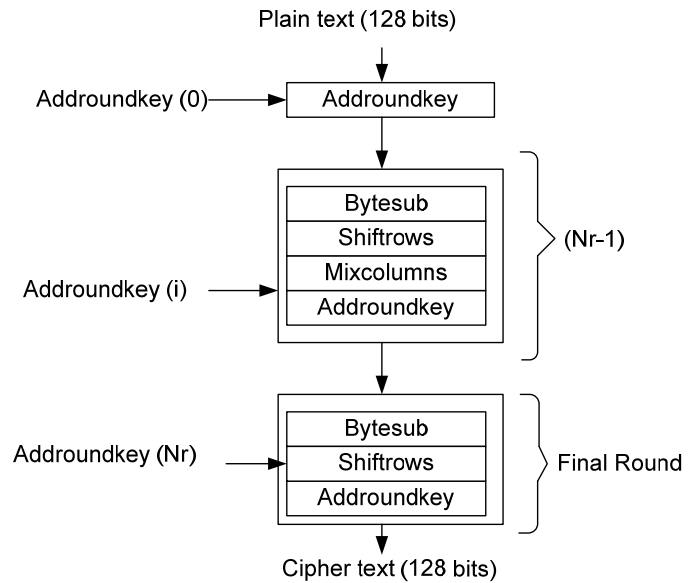 Plain text (128 bits)
Addroundkey (0)
Addroundkey
Bytesub
Shiftrows
Mixcolumns
Addroundkey
(Nr-1)
Addroundkey (i)
Bytesub
Shiftrows
Addroundkey
Addroundkey (Nr)
Final Round
Cipher text (128 bits)